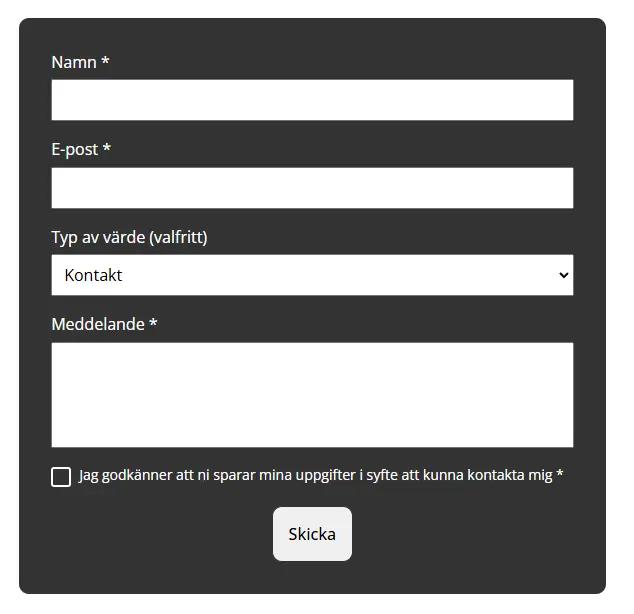 Namn *
E-post *
Typ av värde (valfritt)
Kontakt
Meddelande *
Jag godkänner att ni sparar mina uppgifter i syfte att kunna kontakta mig *
Skicka